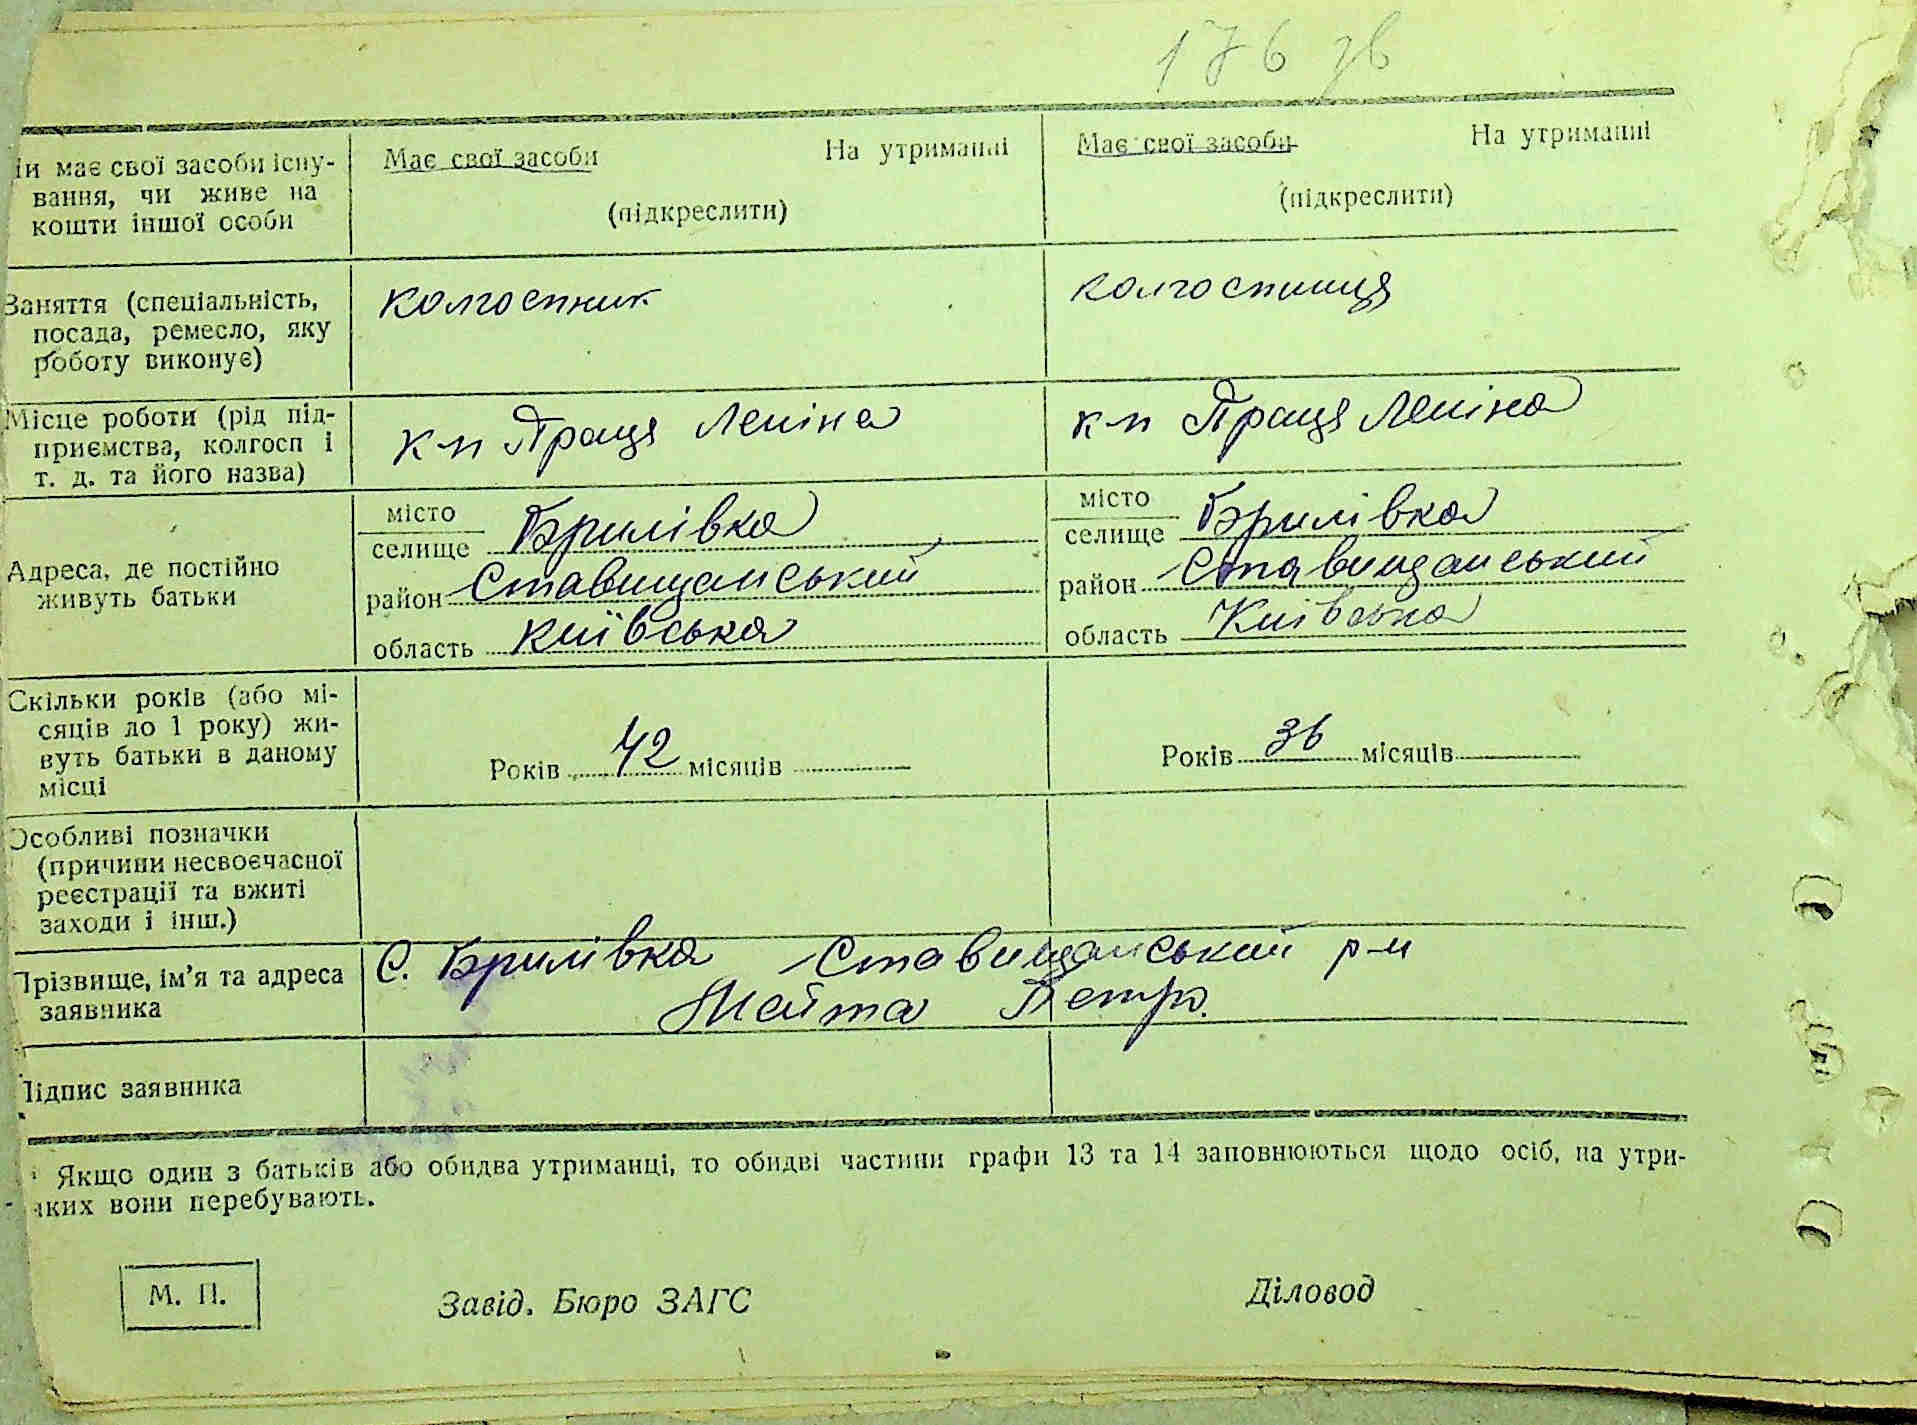 176 зв
Чи має свої засоби існу-
вання, чи живе на
кошти іншої особи
Має свої засоби На утриманні
(підкреслити)
Має свої засоби На утриманні
(підкреслити)
Заняття (спеціальність,
посада, ремесло, яку
роботу виконує)
колгоспник
колгоспниця
Місце роботи (рід під-
приємства, колгосп і
т. д. та його назва)
к-п Праця Леніна
к-п Праця Леніна
Адреса, де постійно
живуть батьки
місто
селище Брилівка
район Ставищанський
область Київська
місто
селище Брилівка
район Ставищанський
область Київська
Скільки років (або мі-
сяців до 1 року) жи-
вуть батьки в даному
місці
Років 42 місяців
Років 36 місяців
Особливі позначки
(причини несвоєчасної
реєстрації та вжиті
заходи і інш.)
Прізвище, ім'я та адреса
заявника
С. Брилівка Ставищанський р-н
Петро.
Підпис заявника
¹ Якщо один з батьків або обидва утриманці, то обидві частини графи 13 та 14 заповнюються щодо осіб, на утри-
яких вони перебувають.
М. П.
Завід. Бюро ЗАГС
Діловод